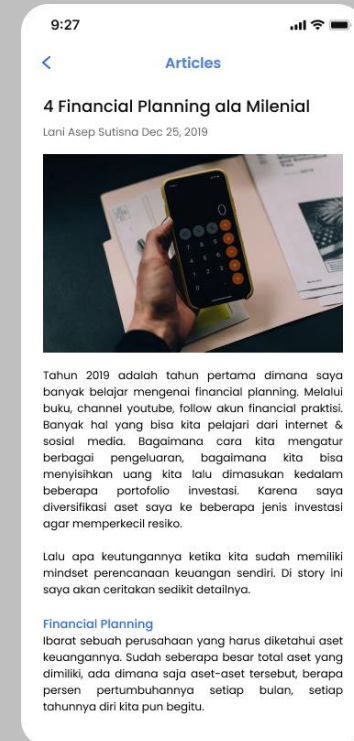 9:27
Articles
4 Financial Planning ala Milenial
Lani Asep Sutisna Dec 25, 2019
0
Tahun 2019 adalah tahun pertama dimana saya
banyak belajar mengenai financial planning. Melalui
buku, channel youtube, follow akun financial praktisi.
Banyak hal yang bisa kita pelajari dari internet &
sosial media. Bagaimana cara kita mengatur
berbagai pengeluaran, bagaimana kita bisa
menyisihkan uang kita lalu dimasukan kedalam
beberapa portofolio investasi. Karena saya
diversifikasi aset saya ke beberapa jenis investasi
agar memperkecil resiko.
Lalu apa keutungannya ketika kita sudah memiliki
mindset perencanaan keuangan sendiri. Di story ini
saya akan ceritakan sedikit detailnya.
Financial Planning
Ibarat sebuah perusahaan yang harus diketahui aset
keuangannya. Sudah seberapa besar total aset yang
dimiliki, ada dimana saja aset-aset tersebut, berapa
persen pertumbuhannya setiap bulan, setiap
tahunnya diri kita pun begitu.